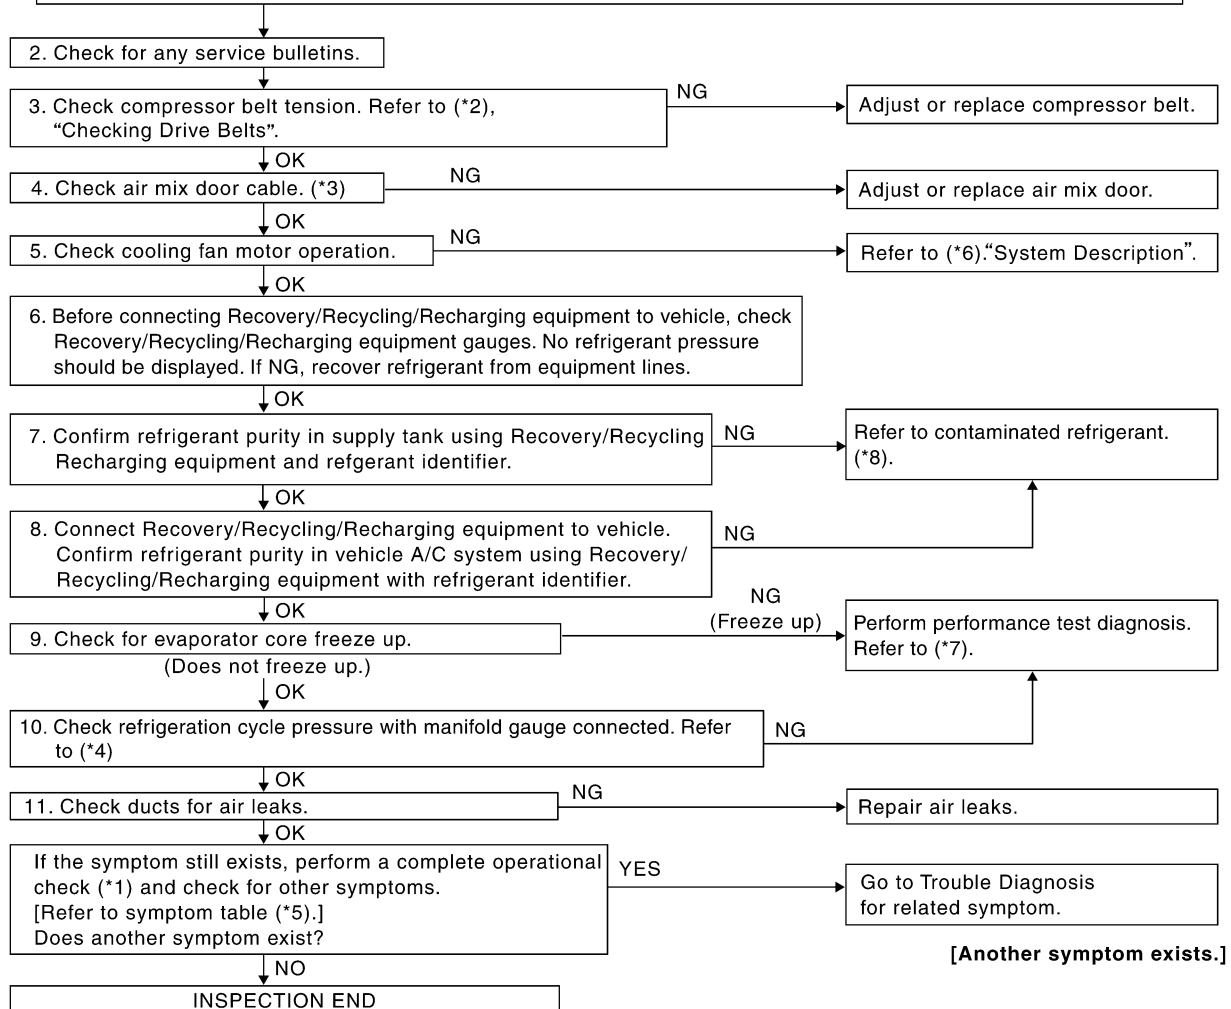 2. Check for any service bulletins.
3. Check compressor belt tension. Refer to (*2),
“Checking Drive Belts”.
NG
Adjust or replace compressor belt.
OK
4. Check air mix door cable. (*3)
NG
Adjust or replace air mix door.
OK
5. Check cooling fan motor operation.
NG
Refer to (*6).“System Description”.
OK
6. Before connecting Recovery/Recycling/Recharging equipment to vehicle, check
Recovery/Recycling/Recharging equipment gauges. No refrigerant pressure
should be displayed. If NG, recover refrigerant from equipment lines.
OK
7. Confirm refrigerant purity in supply tank using Recovery/Recycling
Recharging equipment and refgerant identifier.
NG
Refer to contaminated refrigerant.
(*8).
OK
8. Connect Recovery/Recycling/Recharging equipment to vehicle.
Confirm refrigerant purity in vehicle A/C system using Recovery/
Recycling/Recharging equipment with refrigerant identifier.
NG
OK
9. Check for evaporator core freeze up.
NG
(Freeze up)
Perform performance test diagnosis.
Refer to (*7).
(Does not freeze up.)
OK
10. Check refrigeration cycle pressure with manifold gauge connected. Refer
to (*4)
NG
OK
11. Check ducts for air leaks.
NG
Repair air leaks.
OK
If the symptom still exists, perform a complete operational
check (*1) and check for other symptoms.
[Refer to symptom table (*5).]
Does another symptom exist?
YES
Go to Trouble Diagnosis
for related symptom.
[Another symptom exists.]
NO
INSPECTION END